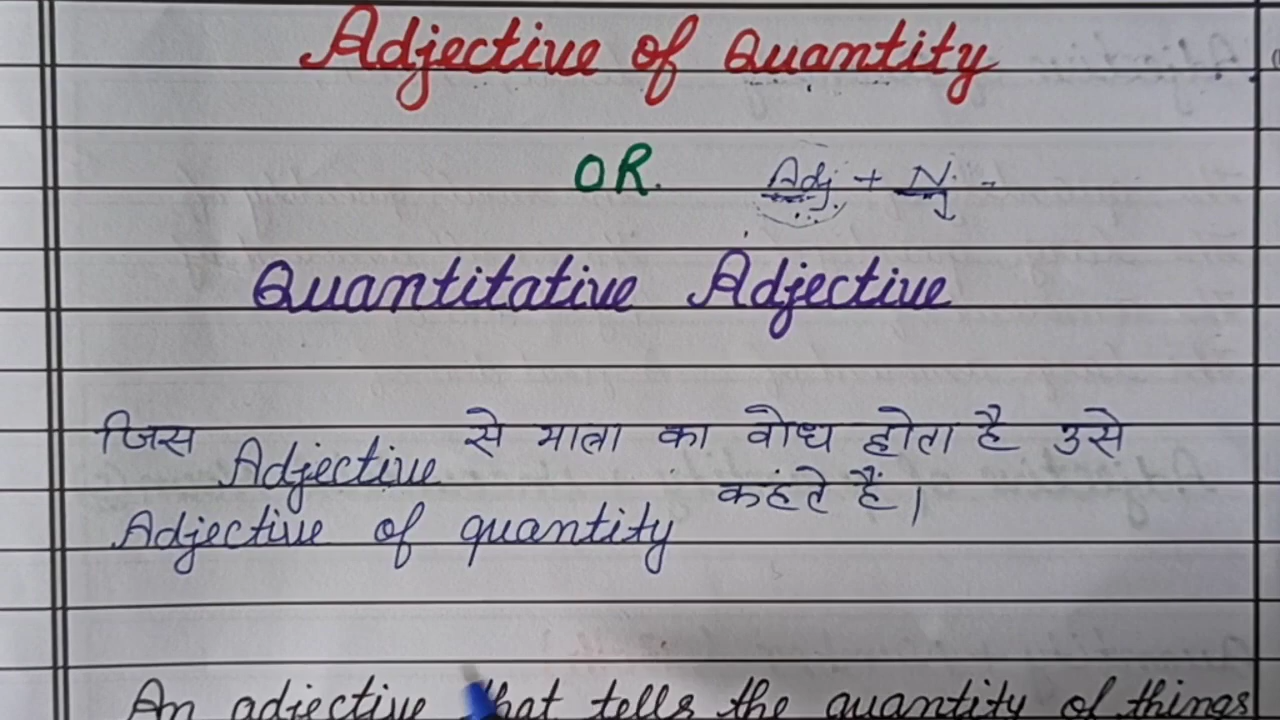 Adjective of Quantity
OR. Adj + N. -
Quantitative Adjective
जिस Adjective से मात्रा का वोध होता है उसे
Adjective of quantity कहते हैं।
An adjective that tells the quantity of things